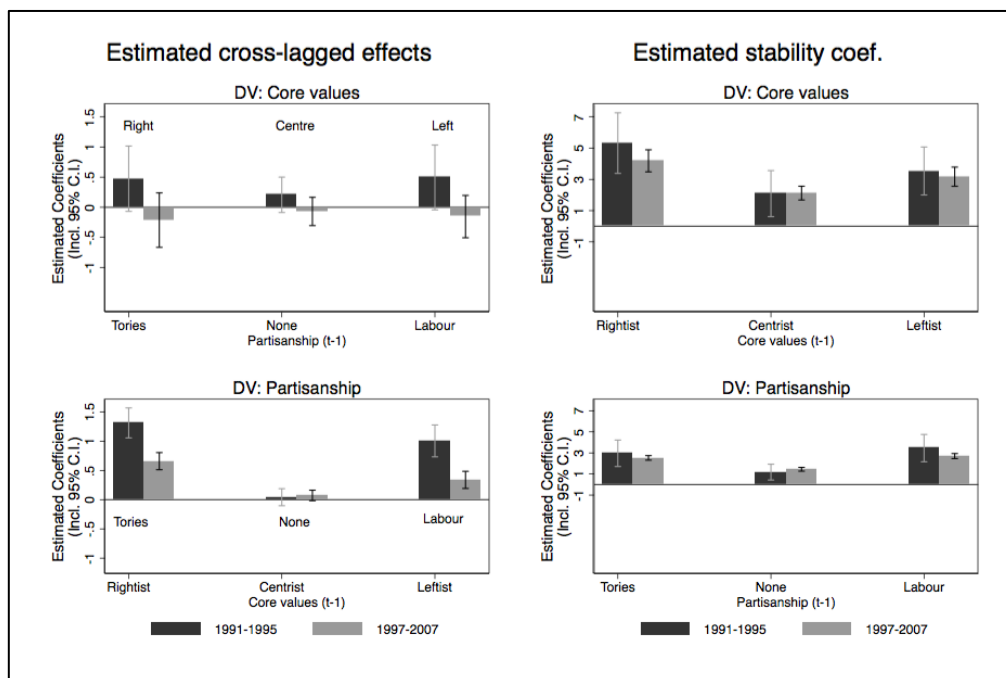 Estimated cross-lagged effects
DV: Core values
Estimated Coefficients
(Incl. 95% C.I.)
1.5
1
.5
0
-.5
-1
Right Centre Left
Tories None Labour
Partisanship (t-1)
Estimated stability coef.
DV: Core values
Estimated Coefficients
(Incl. 95% C.I.)
7
5
3
1
-1
Rightist Centrist Leftist
Core values (t-1)
DV: Partisanship
Estimated Coefficients
(Incl. 95% C.I.)
1.5
1
.5
0
-.5
-1
Tories None Labour
Rightist Centrist Leftist
Core values (t-1)
1991-1995 1997-2007
DV: Partisanship
Estimated Coefficients
(Incl. 95% C.I.)
7
5
3
1
-1
Tories None Labour
Partisanship (t-1)
1991-1995 1997-2007